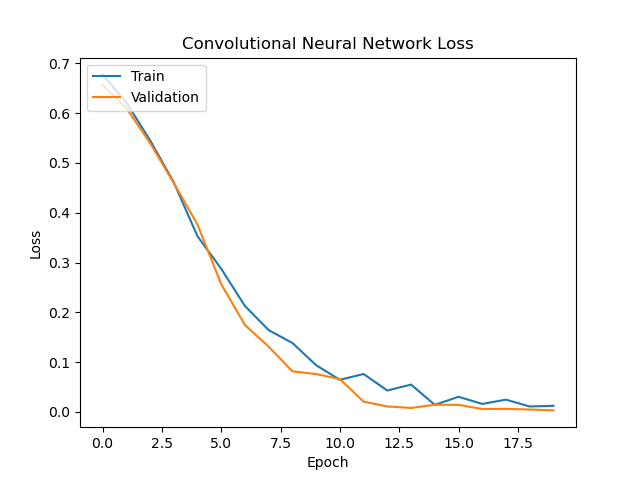 Convolutional Neural Network Loss
Train
Validation
Loss
0.7
0.6
0.5
0.4
0.3
0.2
0.1
0.0
0.0 2.5 5.0 7.5 10.0 12.5 15.0 17.5
Epoch